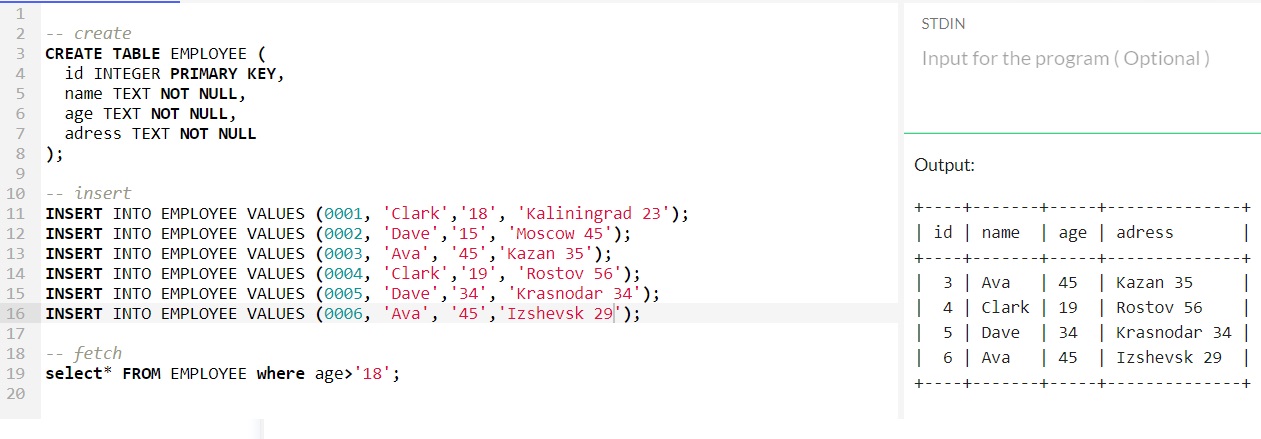 1
2 -- create
3 CREATE TABLE EMPLOYEE (
4 id INTEGER PRIMARY KEY,
5 name TEXT NOT NULL,
6 age TEXT NOT NULL,
7 adress TEXT NOT NULL
8 );
9
10 -- insert
11 INSERT INTO EMPLOYEE VALUES (0001, 'Clark','18', 'Kaliningrad 23');
12 INSERT INTO EMPLOYEE VALUES (0002, 'Dave','15', 'Moscow 45');
13 INSERT INTO EMPLOYEE VALUES (0003, 'Ava', '45','Kazan 35');
14 INSERT INTO EMPLOYEE VALUES (0004, 'Clark','19', 'Rostov 56');
15 INSERT INTO EMPLOYEE VALUES (0005, 'Dave','34', 'Krasnodar 34');
16 INSERT INTO EMPLOYEE VALUES (0006, 'Ava', '45','Izshevsk 29');
17
18 -- fetch
19 select* FROM EMPLOYEE where age>'18';
20
STDIN
Input for the program ( Optional )
Output:
+----+-------+-----+--------------+
| id | name  | age | adress       |
+----+-------+-----+--------------+
|  3 | Ava   | 45  | Kazan 35     |
|  4 | Clark | 19  | Rostov 56    |
|  5 | Dave  | 34  | Krasnodar 34 |
|  6 | Ava   | 45  | Izshevsk 29  |
+----+-------+-----+--------------+